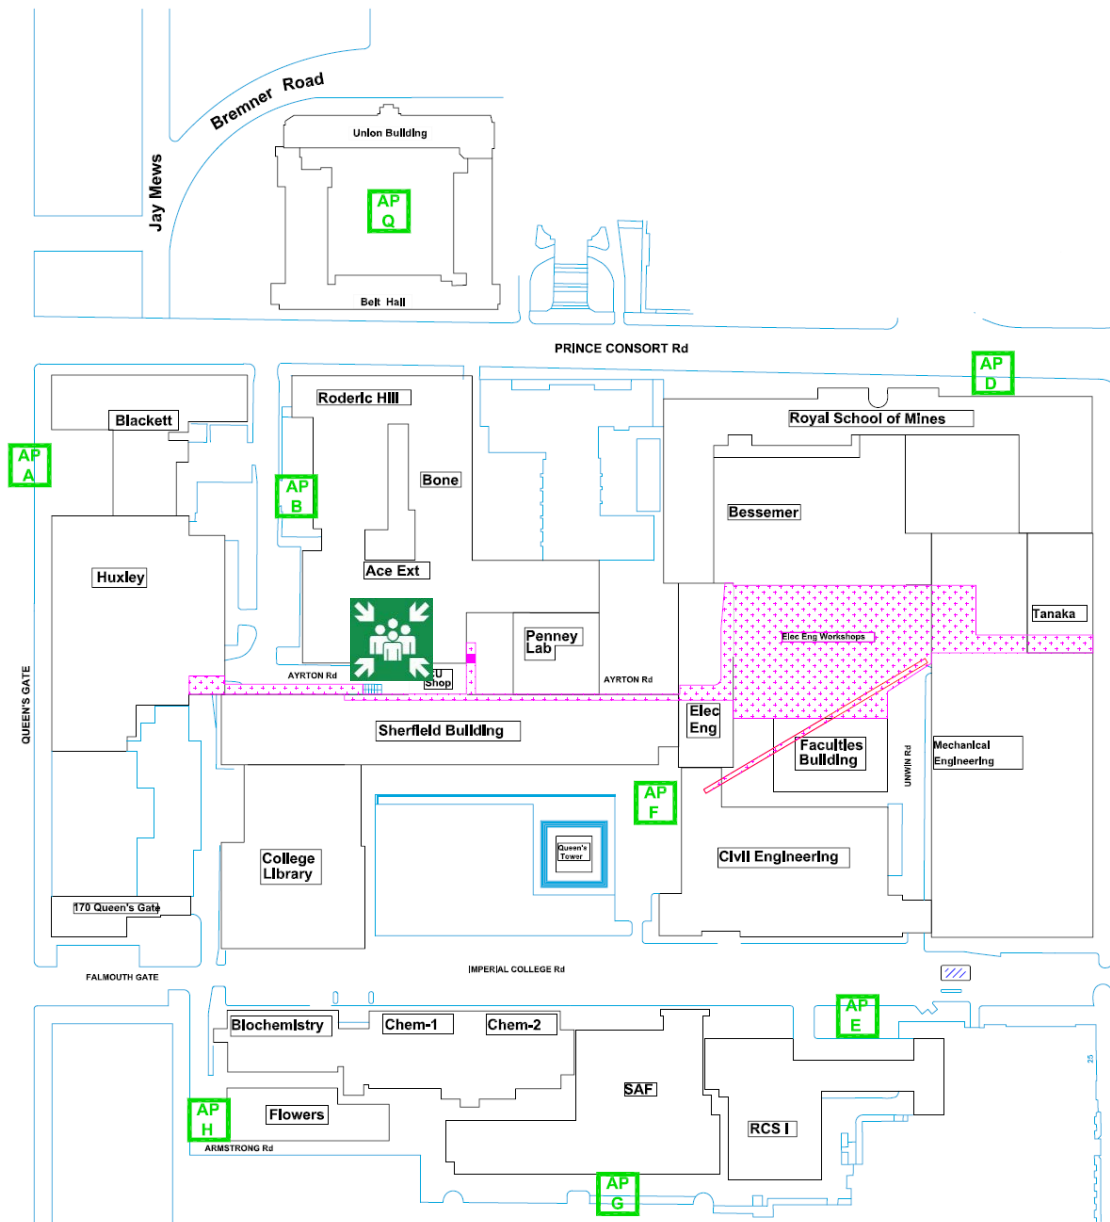 Bremner Road
Jay Mews
Union Building
AP
Q
Belt Hall
PRINCE CONSORT Rd
AP
D
Blackett
Roderic Hill
Royal School of Mines
AP
A
AP
B
Bone
Bessemer
Huxley
Ace Ext
Tanaka
Penney
Lab
Elec Eng Workshops
AYRTON Rd
Shop
AYRTON Rd
QUEEN'S GATE
Sherfield Building
Elec
Eng
Faculties
Building
UNWIN Rd
Mechanical
Engineering
AP
F
College
Library
Queen's
Tower
Civil Engineering
170 Queen's Gate
FALMOUTH GATE
IMPERIAL COLLEGE Rd
Biochemistry
Chem-1
Chem-2
AP
E
25
SAF
AP
H
Flowers
RCS I
ARMSTRONG Rd
AP
G